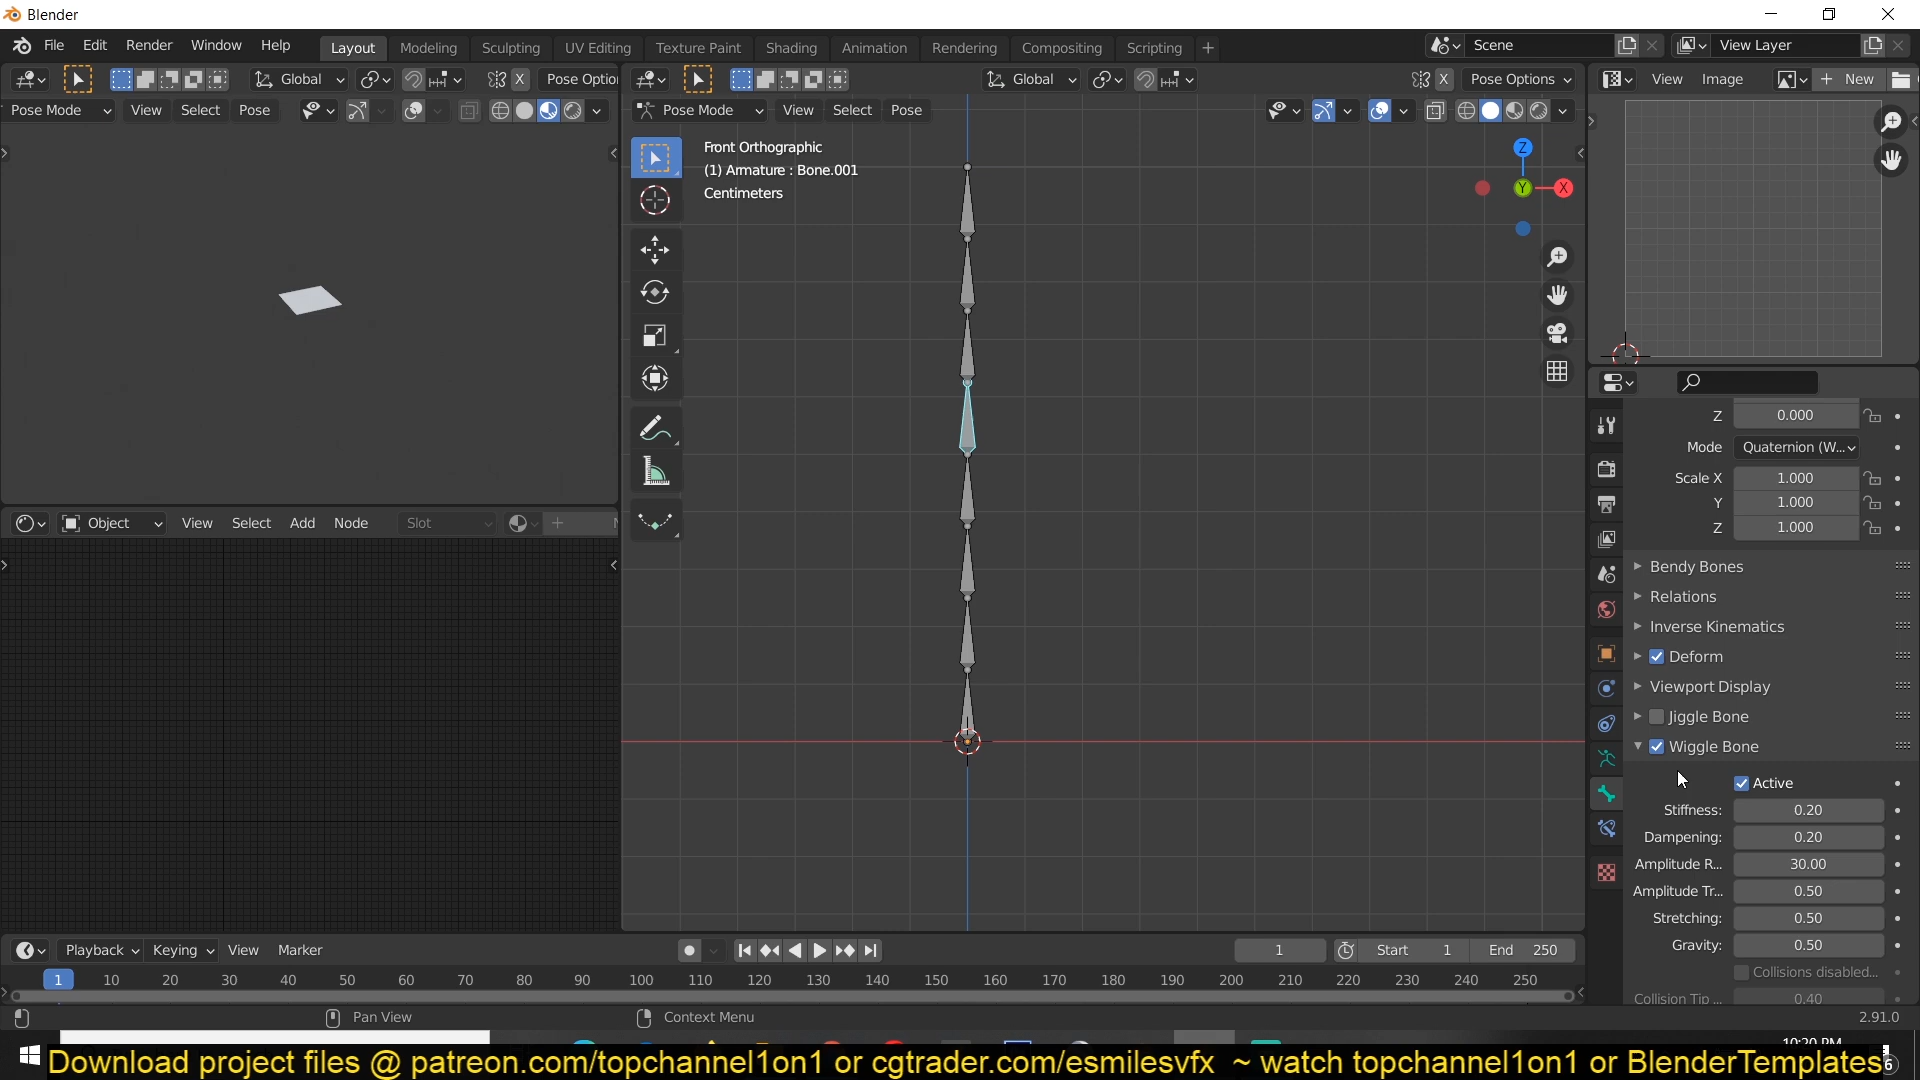 Blender
File Edit Render Window Help Layout Modeling Sculpting UV Editing Texture Paint Shading Animation Rendering Compositing Scripting + Scene View Layer
Global X Pose Option Global X Pose Options View Image New
Pose Mode View Select Pose Pose Mode View Select Pose
Front Orthographic
(1) Armature : Bone.001
Centimeters
Z
Y
X
Z 0.000
Mode Quaternion (W...
Scale X 1.000
Y 1.000
Z 1.000
Object View Select Add Node Slot
Bendy Bones
Relations
Inverse Kinematics
Deform
Viewport Display
Jiggle Bone
Wiggle Bone
Active
Stiffness: 0.20
Dampening: 0.20
Amplitude R... 30.00
Amplitude Tr... 0.50
Stretching: 0.50
Gravity: 0.50
Collisions disabled...
Collision Tip ... 0.40
Playback Keying View Marker 1 Start 1 End 250
1 10 20 30 40 50 60 70 80 90 100 110 120 130 140 150 160 170 180 190 200 210 220 230 240 250
Pan View Context Menu 2.91.0
10:20 PM
Download project files @ patreon.com/topchannel1on1 or cgtrader.com/esmilesvfx ~ watch topchannel1on1 or BlenderTemplates
6